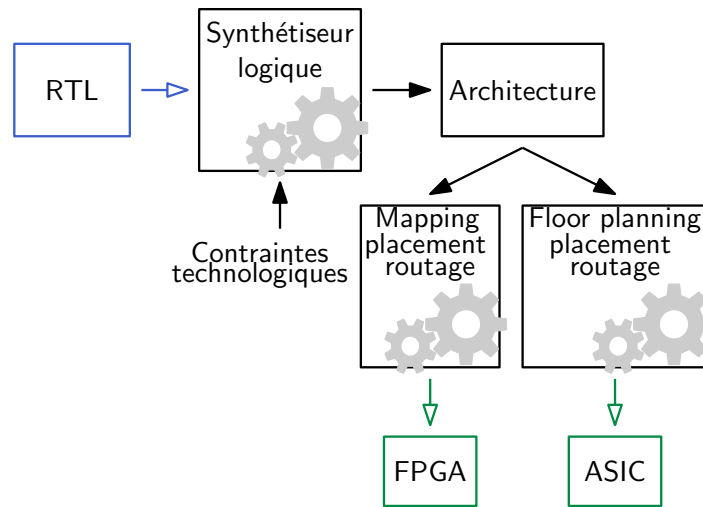 Synthétiseur
logique
RTL
Architecture
Contraintes
technologiques
Mapping
placement
routage
Floor planning
placement
routage
FPGA
ASIC